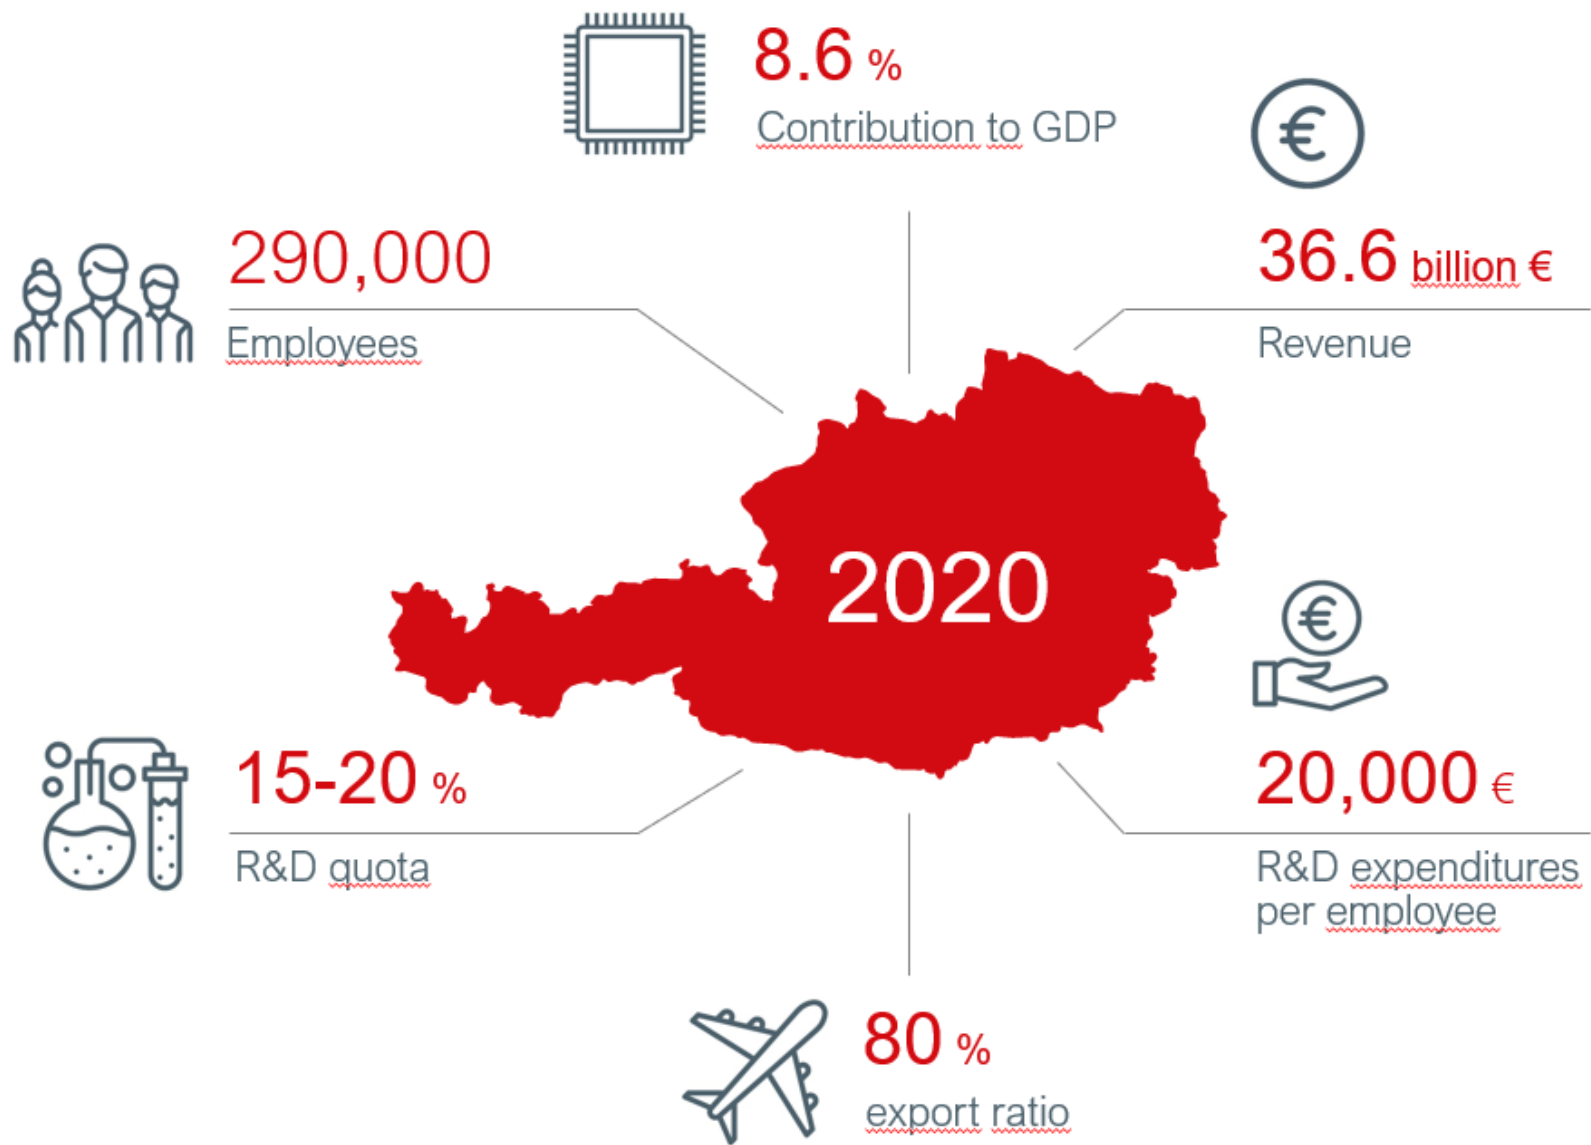 8.6 %
Contribution to GDP
€
290,000
Employees
36.6 billion €
Revenue
2020
€
15-20 %
R&D quota
20,000 €
R&D expenditures
per employee
80 %
export ratio